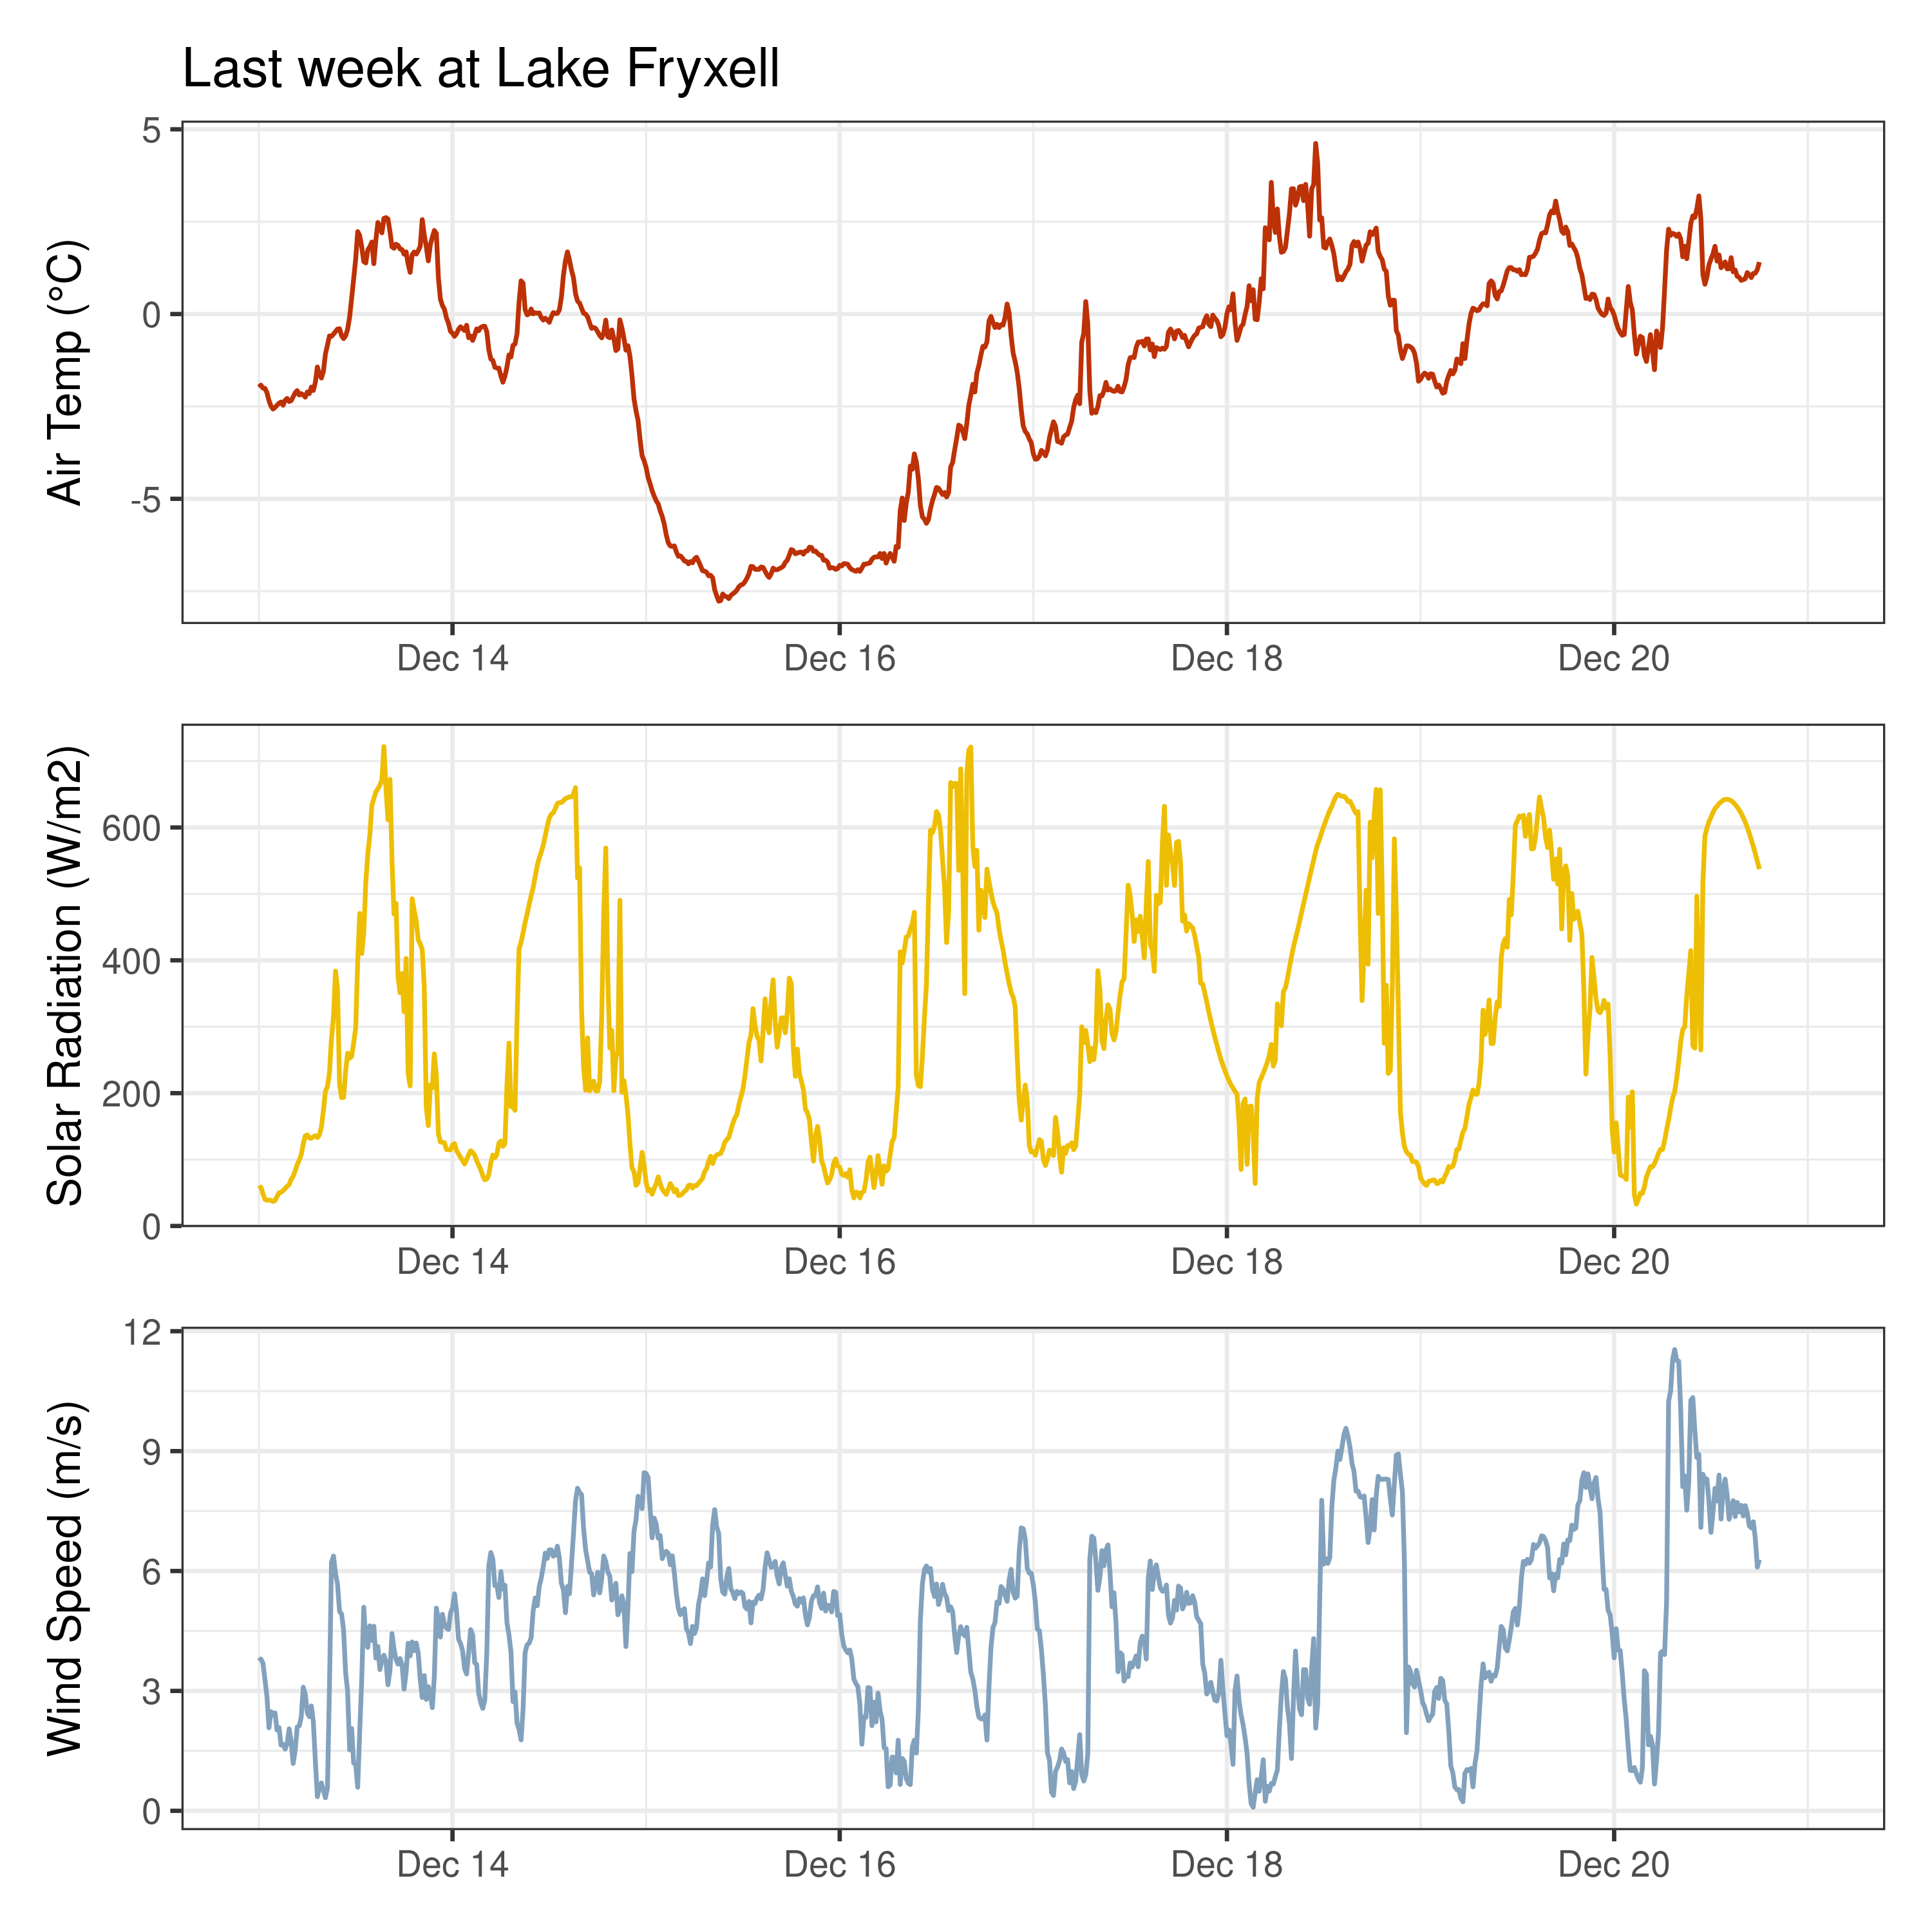 Last week at Lake Fryxell
Air Temp (°C)
5
0
-5
Dec 14 Dec 16 Dec 18 Dec 20
Solar Radiation (W/m2)
600
400
200
0
Dec 14 Dec 16 Dec 18 Dec 20
Wind Speed (m/s)
12
9
6
3
0
Dec 14 Dec 16 Dec 18 Dec 20